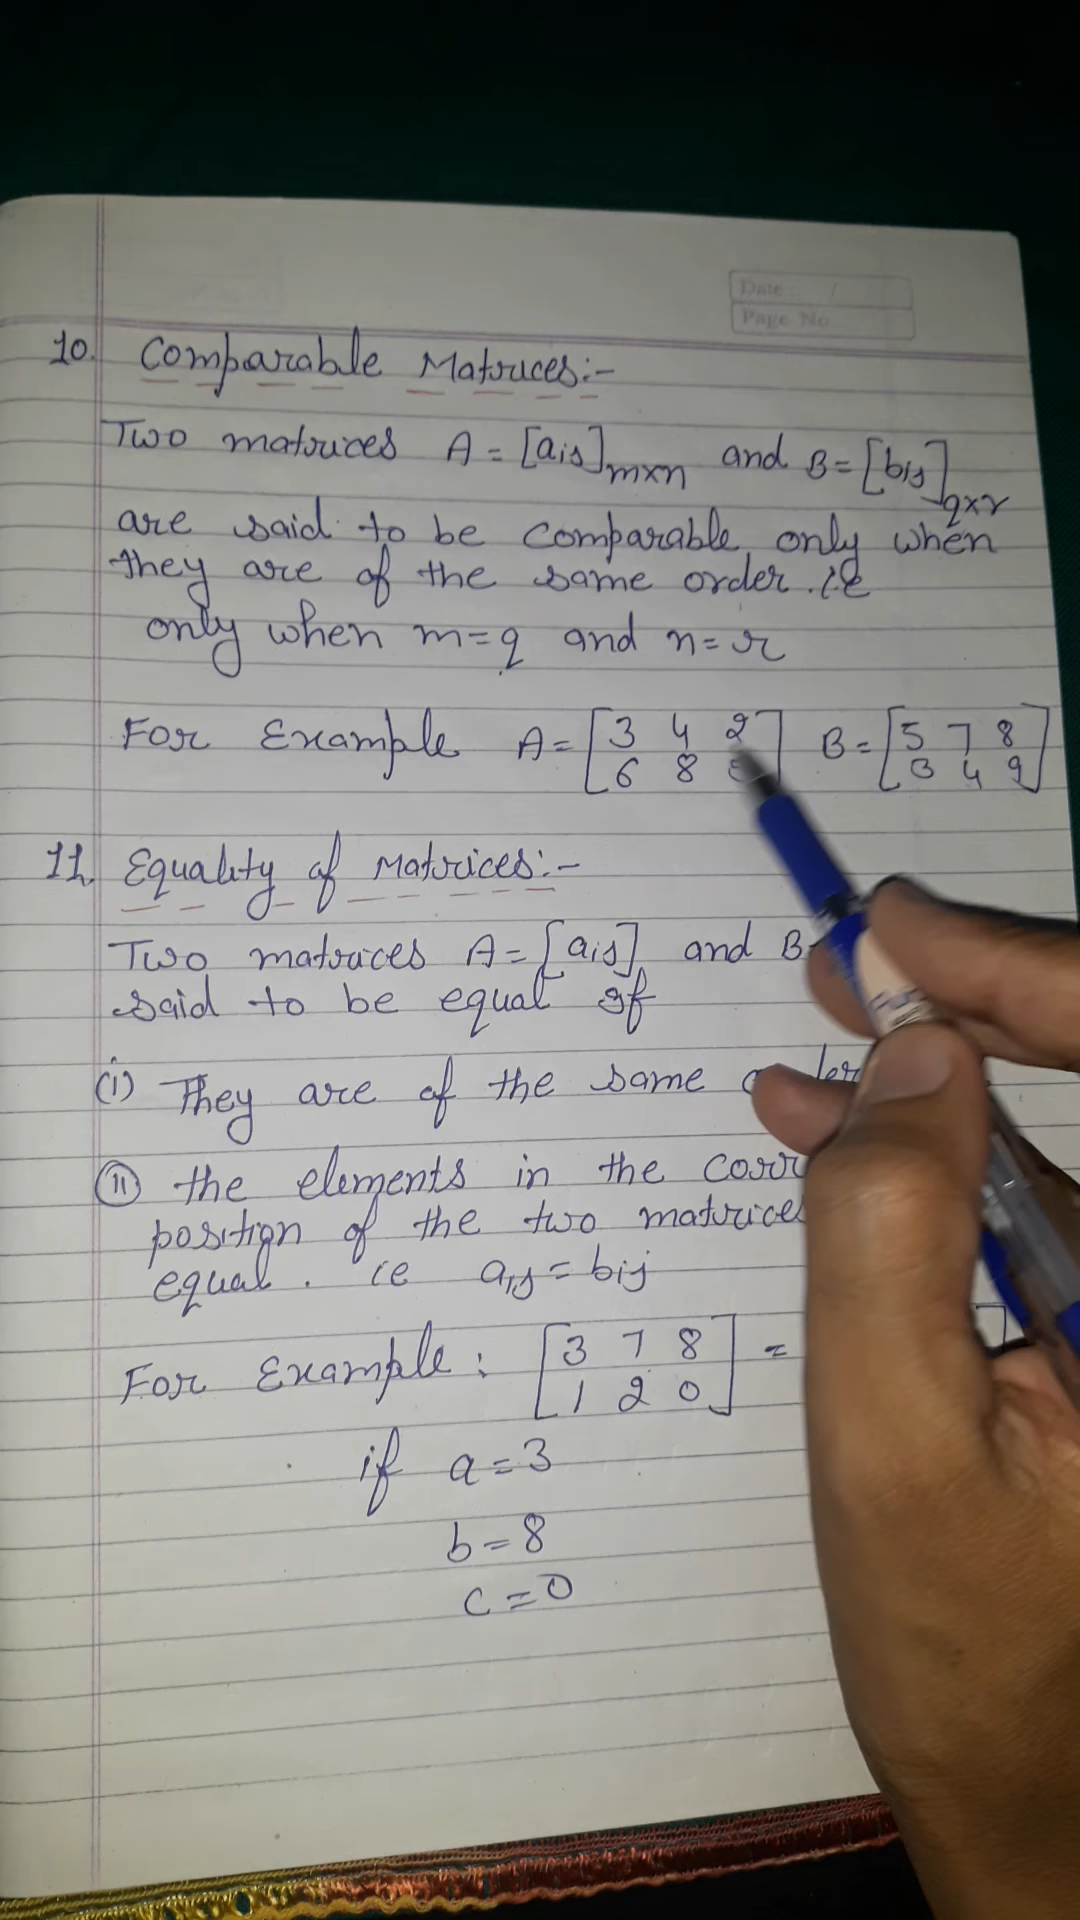 Date : /
Page No
10. Comparable Matrices:-
Two matrices A = [aij]m×n and B = [bij]q×r
are said to be comparable only when
they are of the same order. i.e
only when m=q and n=r
For Example A = [3 4 2 B = [5 7 8
6 8 ] 3 4 9]
11. Equality of Matrices:-
Two matrices A = [aij] and B
said to be equal if
(i) They are of the same
(ii) the elements in the
position of the two matrices
equal. ie aij = bij
For Example : [3 7 8 =
1 2 0]
if a=3
b=8
c=0